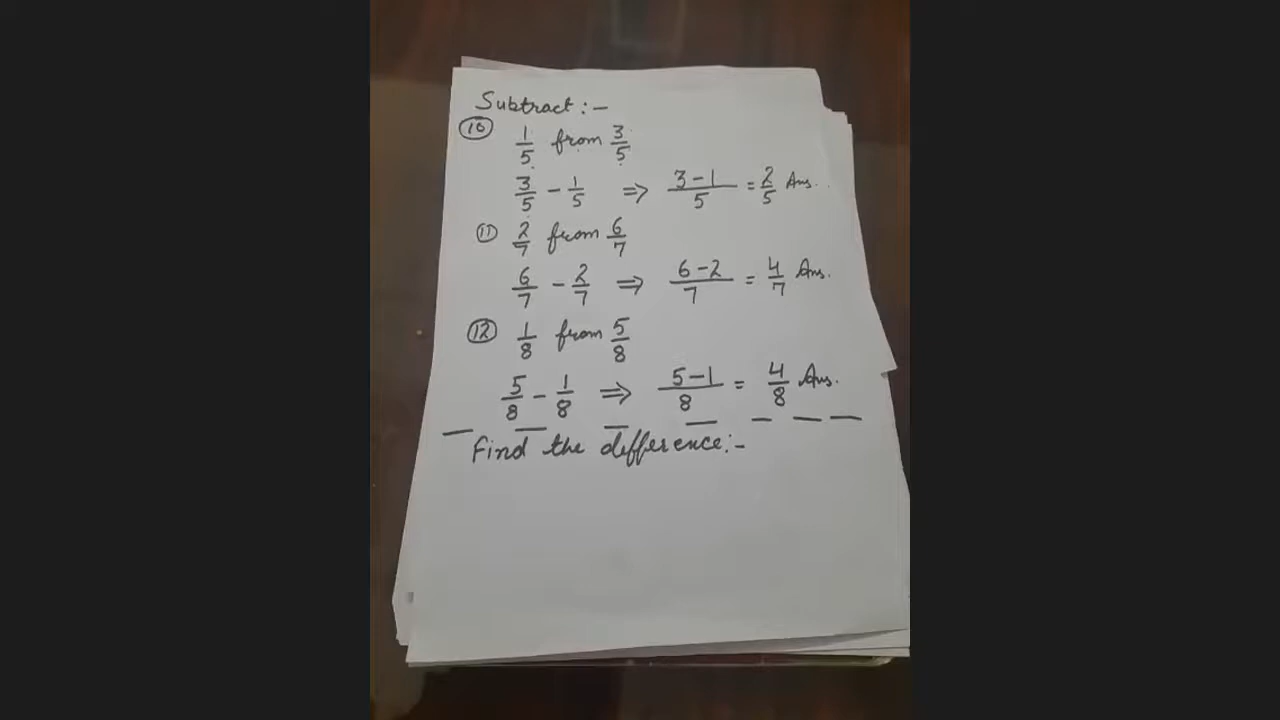 Subtract :-
(10) 1/5 from 3/5
3/5 - 1/5 ⇒ 3-1/5 = 2/5 Ans.
(11) 2/7 from 6/7
6/7 - 2/7 ⇒ 6-2/7 = 4/7 Ans.
(12) 1/8 from 5/8
5/8 - 1/8 ⇒ 5-1/8 = 4/8 Ans.
Find the difference:-